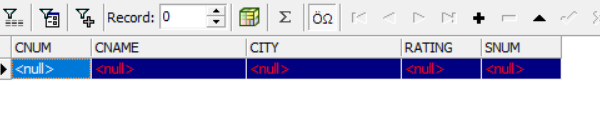 Record: 0 Σ ÖΩ
CNUM CNAME CITY RATING SNUM
<null> <null> <null> <null> <null>